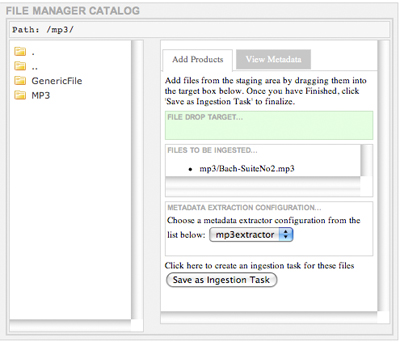 FILE MANAGER CATALOG
Path: /mp3/
.
..
GenericFile
MP3
Add Products
View Metadata
Add files from the staging area by dragging them into
the target box below. Once you have Finished, click
'Save as Ingestion Task' to finalize.
FILE DROP TARGET...
FILES TO BE INGESTED...
• mp3/Bach-SuiteNo2.mp3
METADATA EXTRACTION CONFIGURATION...
Choose a metadata extractor configuration from the
list below: mp3extractor
Click here to create an ingestion task for these files
Save as Ingestion Task